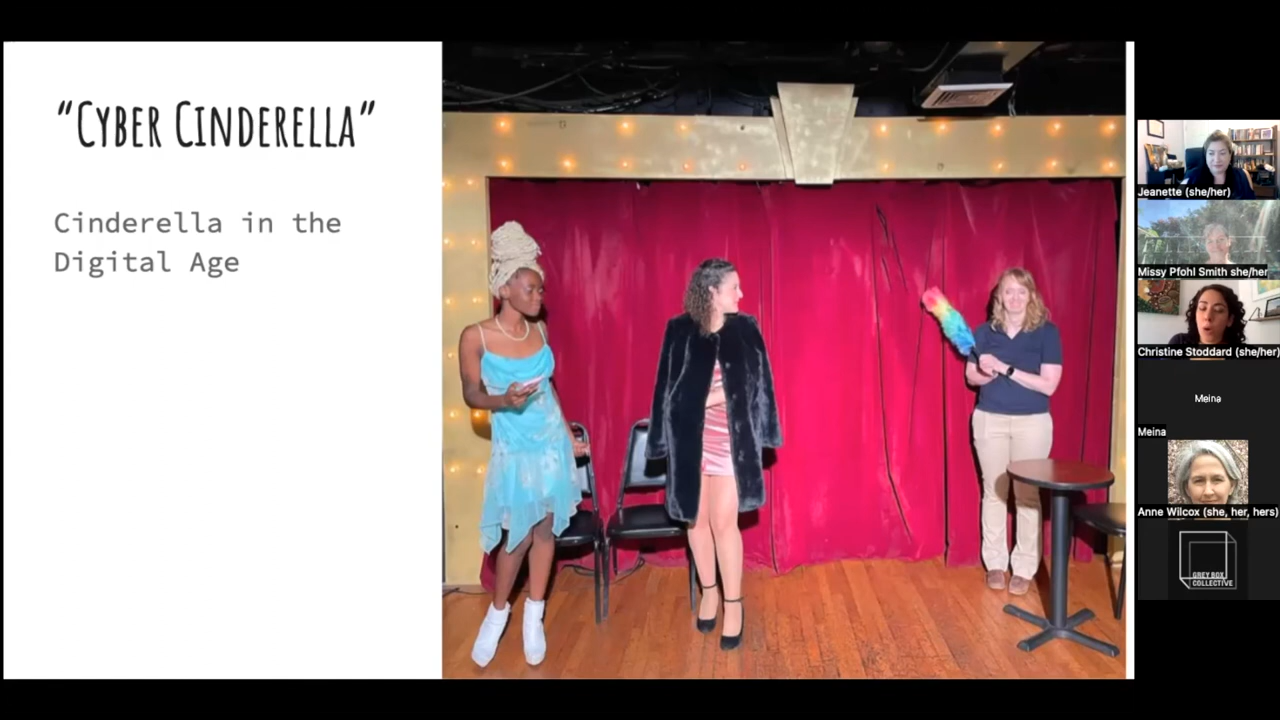 “CYBER CINDERELLA”
Cinderella in the
Digital Age
Jeanette (she/her)
Missy Pfohl Smith she/her
Christine Stoddard (she/her)
Meina
Meina
Anne Wilcox (she, her, hers)
GREY BOX
COLLECTIVE